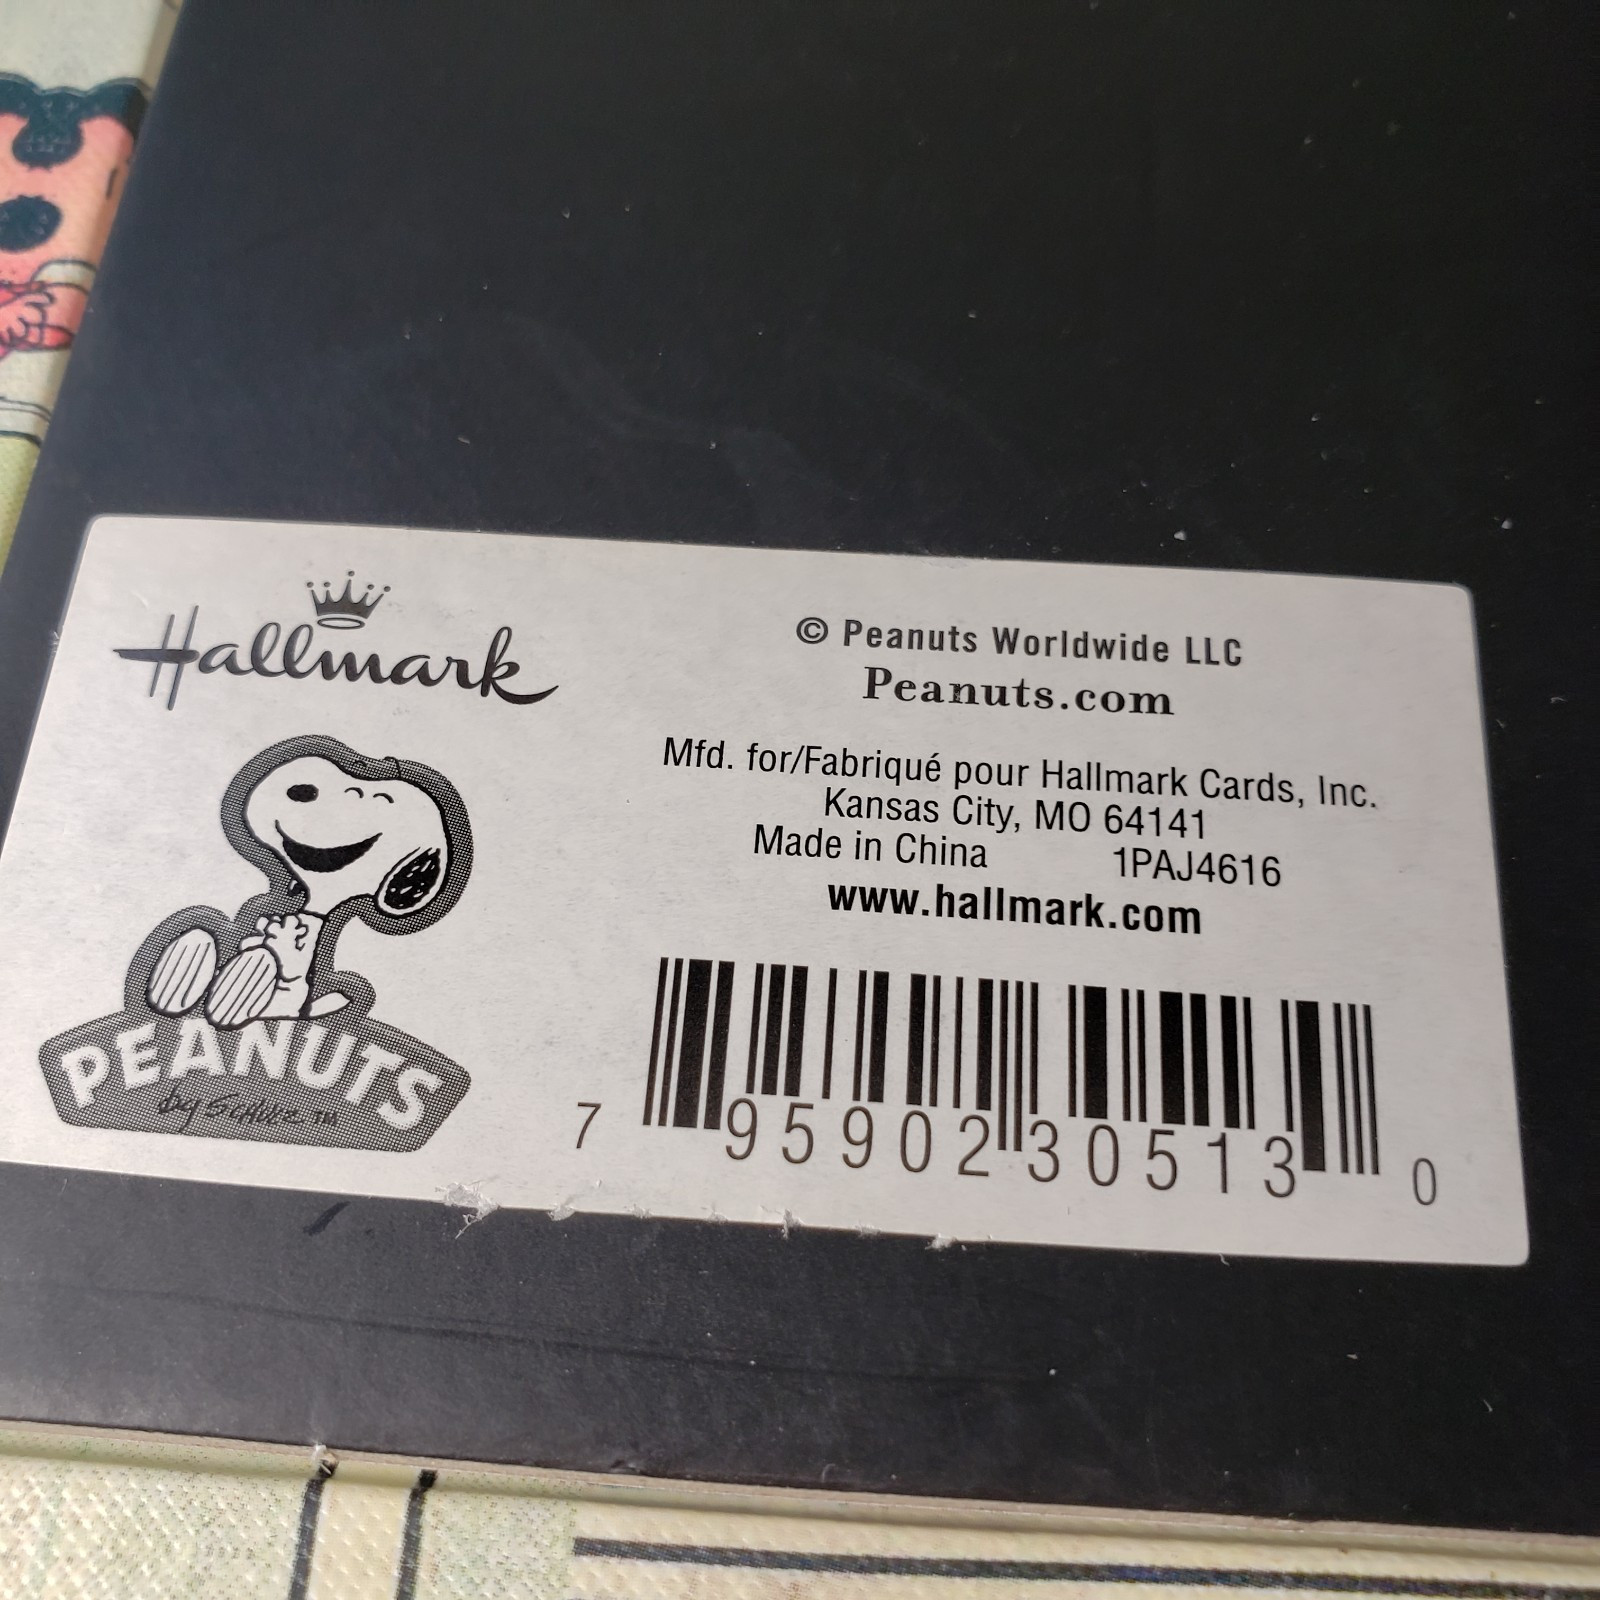 Hallmark
© Peanuts Worldwide LLC
Peanuts.com
Mfd. for/Fabriqué pour Hallmark Cards, Inc.
Kansas City, MO 64141
Made in China 1PAJ4616
www.hallmark.com
PEANUTS
by SCHULZ TM
7 95902 30513 0